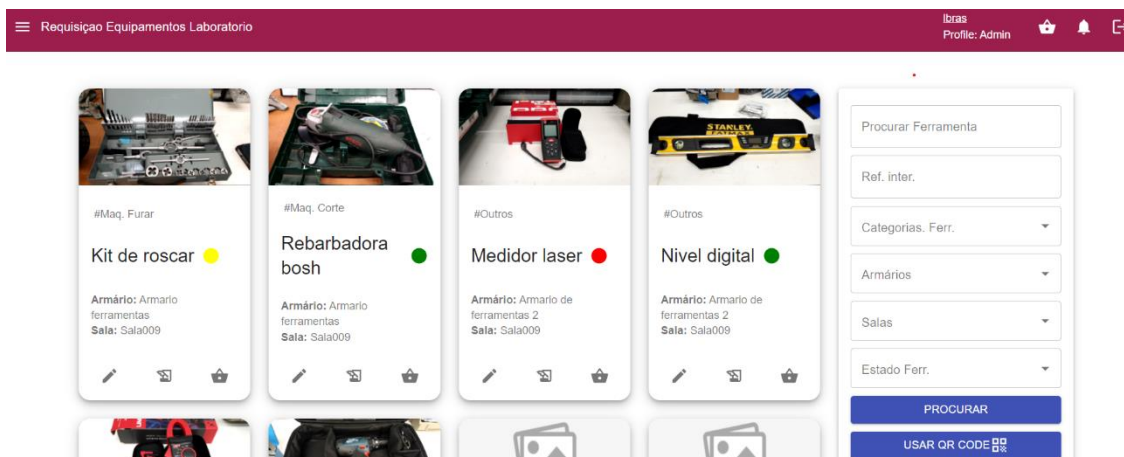 Requisiçao Equipamentos Laboratorio
Ibras
Profile: Admin
#Maq. Furar
Kit de roscar
Armário: Armario
ferramentas
Sala: Sala009
#Maq. Corte
Rebarbadora
bosh
Armário: Armario
ferramentas
Sala: Sala009
#Outros
Medidor laser
Armário: Armario de
ferramentas 2
Sala: Sala009
STANLEY
FATMAX
#Outros
Nivel digital
Armário: Armario de
ferramentas 2
Sala: Sala009
Procurar Ferramenta
Ref. inter.
Categorias. Ferr.
Armários
Salas
Estado Ferr.
PROCURAR
USAR QR CODE